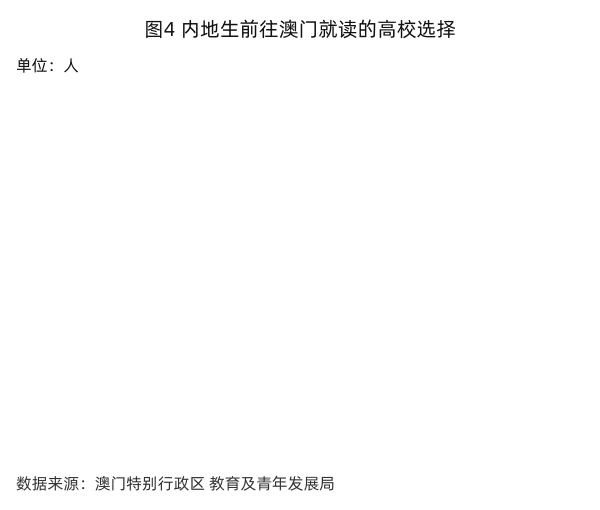 图4 内地生前往澳门就读的高校选择
单位：人
数据来源：澳门特别行政区 教育及青年发展局